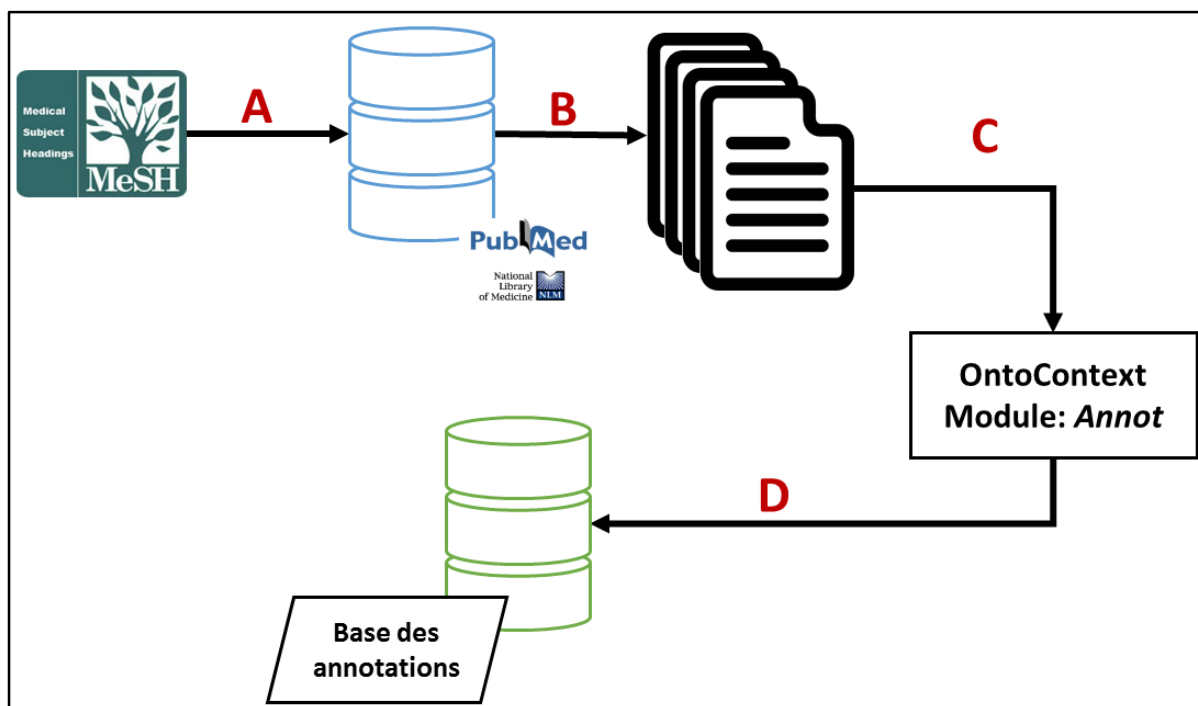 Medical
Subject
Headings
MeSH
A
B
C
PubMed
National
Library
of Medicine
NLM
OntoContext
Module: Annot
D
Base des
annotations